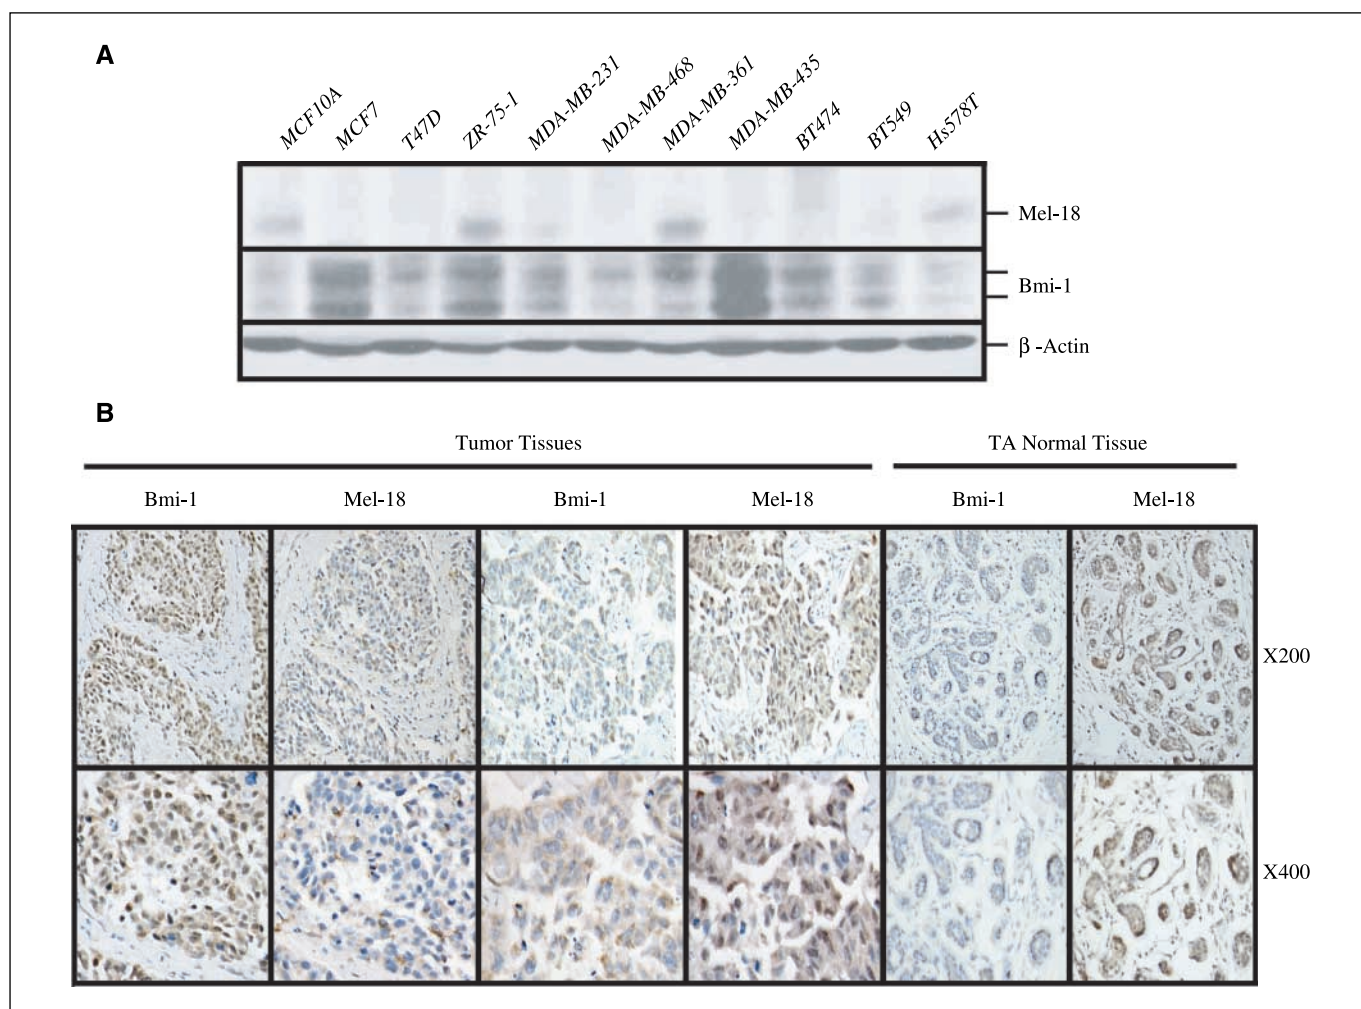 A
MCF10A MCF7 T47D ZR-75-1 MDA-MB-231 MDA-MB-468 MDA-MB-361 MDA-MB-435 BT474 BT549 Hs578T
Mel-18
Bmi-1
β -Actin
B
Tumor Tissues TA Normal Tissue
Bmi-1 Mel-18 Bmi-1 Mel-18 Bmi-1 Mel-18
X200
X400